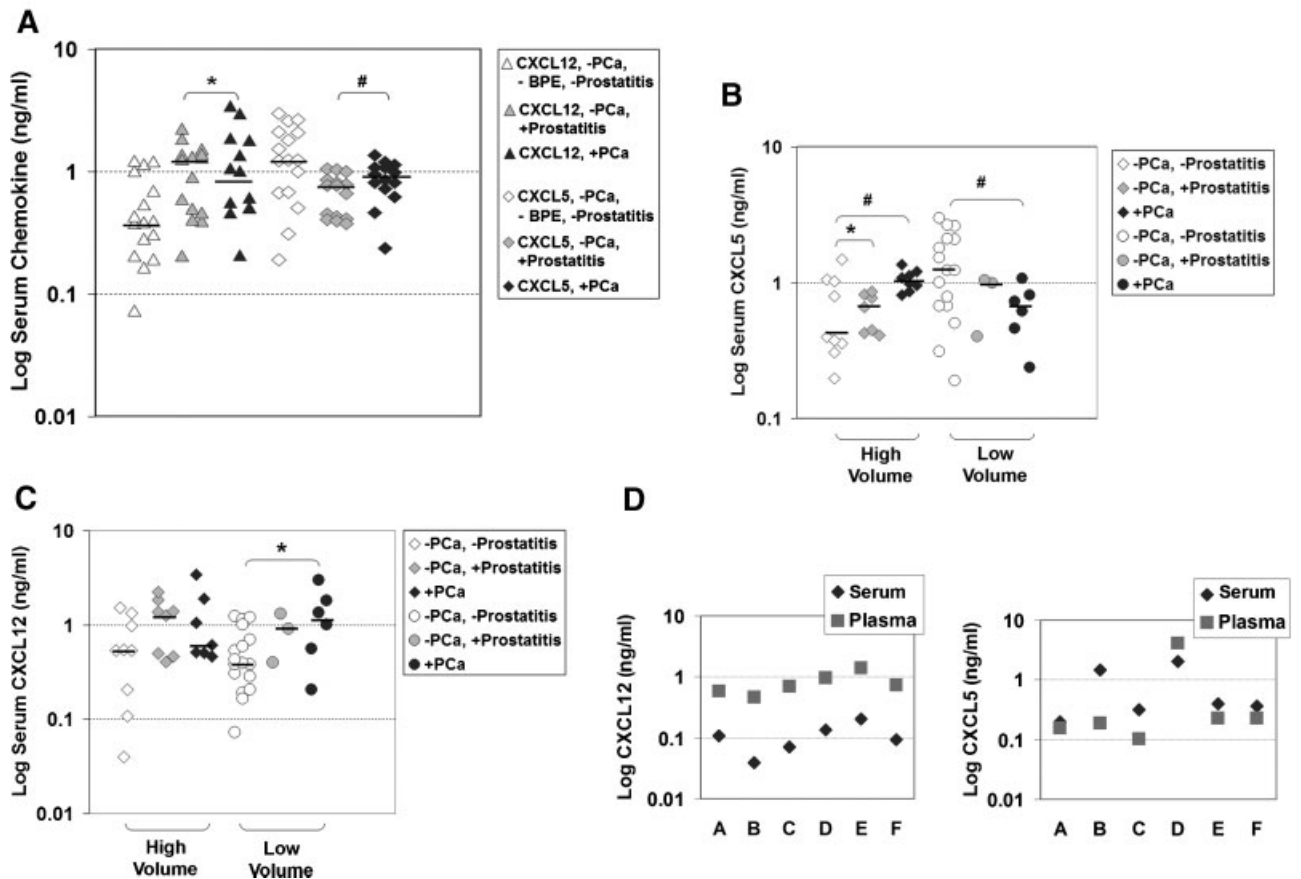 A
Log Serum Chemokine (ng/ml)
10
1
0.1
0.01
*
#
CXCL12, -PCa,
- BPE, -Prostatitis
CXCL12, -PCa,
+Prostatitis
CXCL12, +PCa
CXCL5, -PCa,
- BPE, -Prostatitis
CXCL5, -PCa,
+Prostatitis
CXCL5, +PCa
B
Log Serum CXCL5 (ng/ml)
10
1
0.1
#
*
#
High
Volume
Low
Volume
-PCa, -Prostatitis
-PCa, +Prostatitis
+PCa
-PCa, -Prostatitis
-PCa, +Prostatitis
+PCa
C
Log Serum CXCL12 (ng/ml)
10
1
0.1
0.01
*
High
Volume
Low
Volume
-PCa, -Prostatitis
-PCa, +Prostatitis
+PCa
-PCa, -Prostatitis
-PCa, +Prostatitis
+PCa
D
Serum
Plasma
Log CXCL12 (ng/ml)
10
1
0.1
0.01
A B C D E F
Serum
Plasma
Log CXCL5 (ng/ml)
10
1
0.1
0.01
A B C D E F